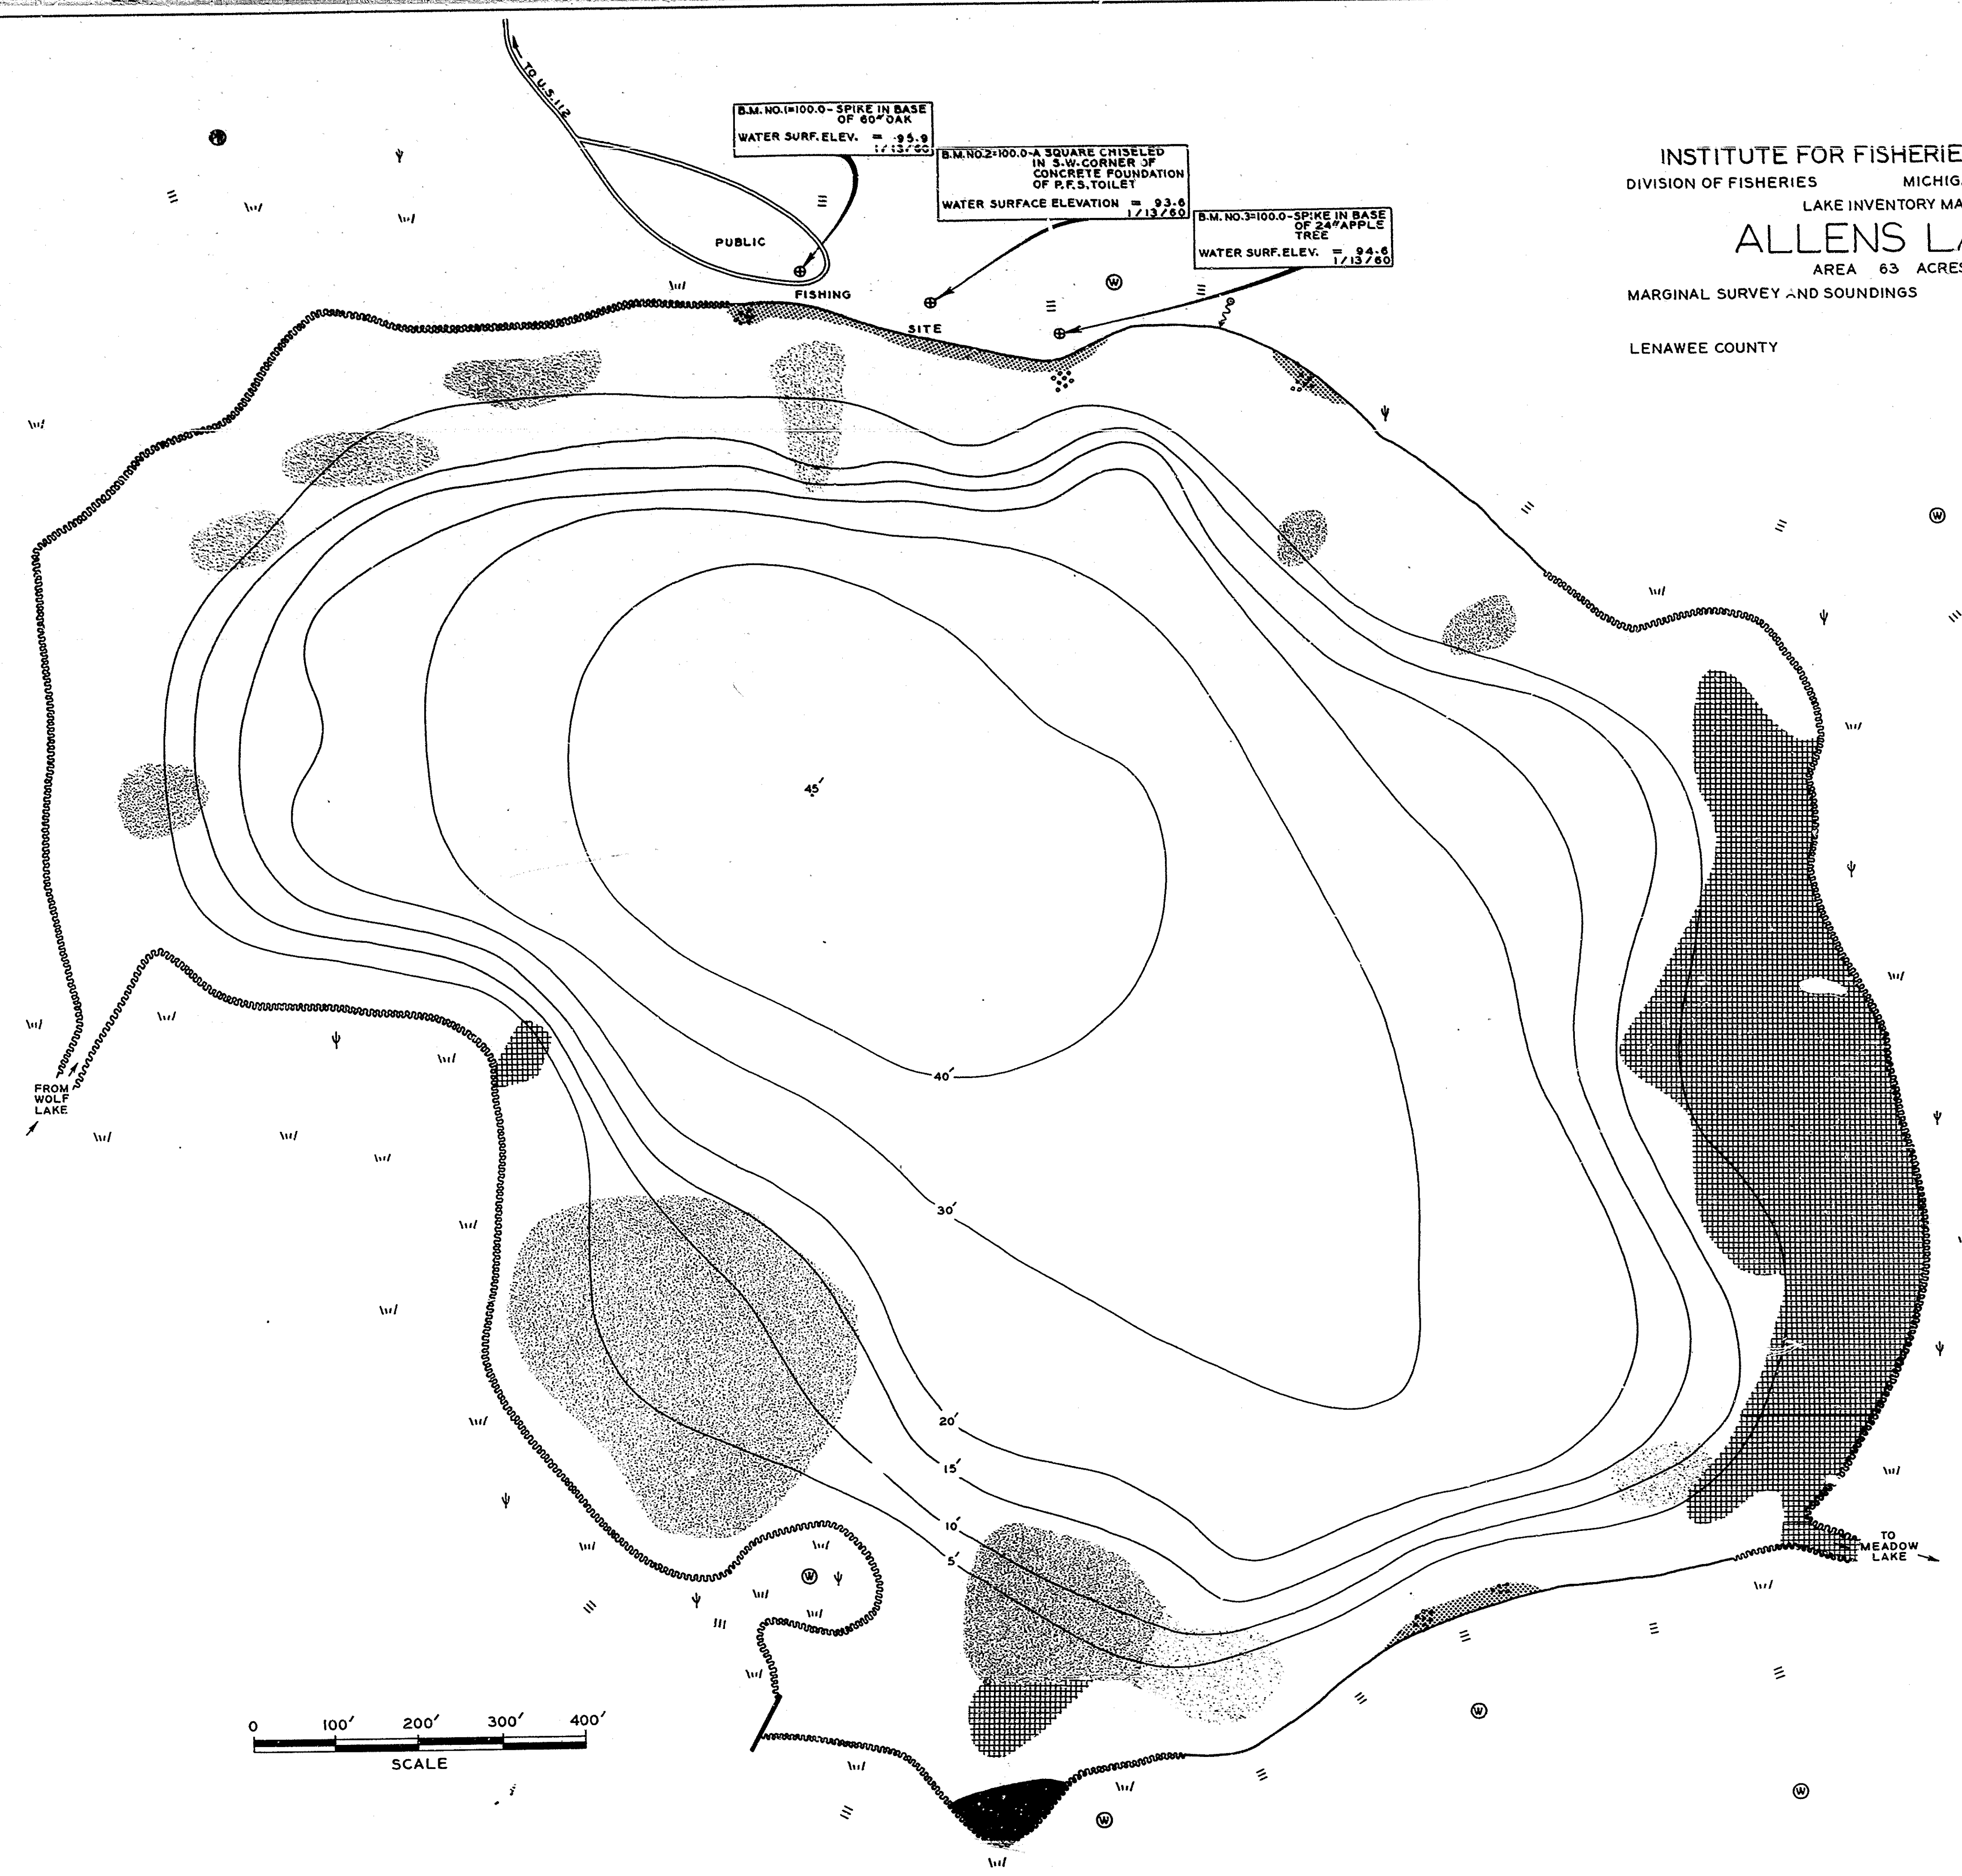 TO U.S.112
B.M. NO.1=100.0- SPIKE IN BASE
OF 60" OAK
WATER SURF. ELEV. = 95.9
1/13/60
B.M. NO.2=100.0-A SQUARE CHISELED
IN S.W. CORNER OF
CONCRETE FOUNDATION
OF P.F.S. TOILET
WATER SURFACE ELEVATION = 93.6
1/13/60
B.M. NO.3=100.0-SPIKE IN BASE
OF 24" APPLE
TREE
WATER SURF. ELEV. = 94.6
1/13/60
INSTITUTE FOR FISHERIE
DIVISION OF FISHERIES MICHIG
LAKE INVENTORY MA
ALLENS LA
AREA 63 ACRES
MARGINAL SURVEY AND SOUNDINGS
LENAWEE COUNTY
PUBLIC
FISHING
SITE
W
W
45'
40'
FROM
WOLF
LAKE
30'
20'
15'
10'
5'
TO
MEADOW
LAKE
W
W
0 100' 200' 300' 400'
SCALE
W
W